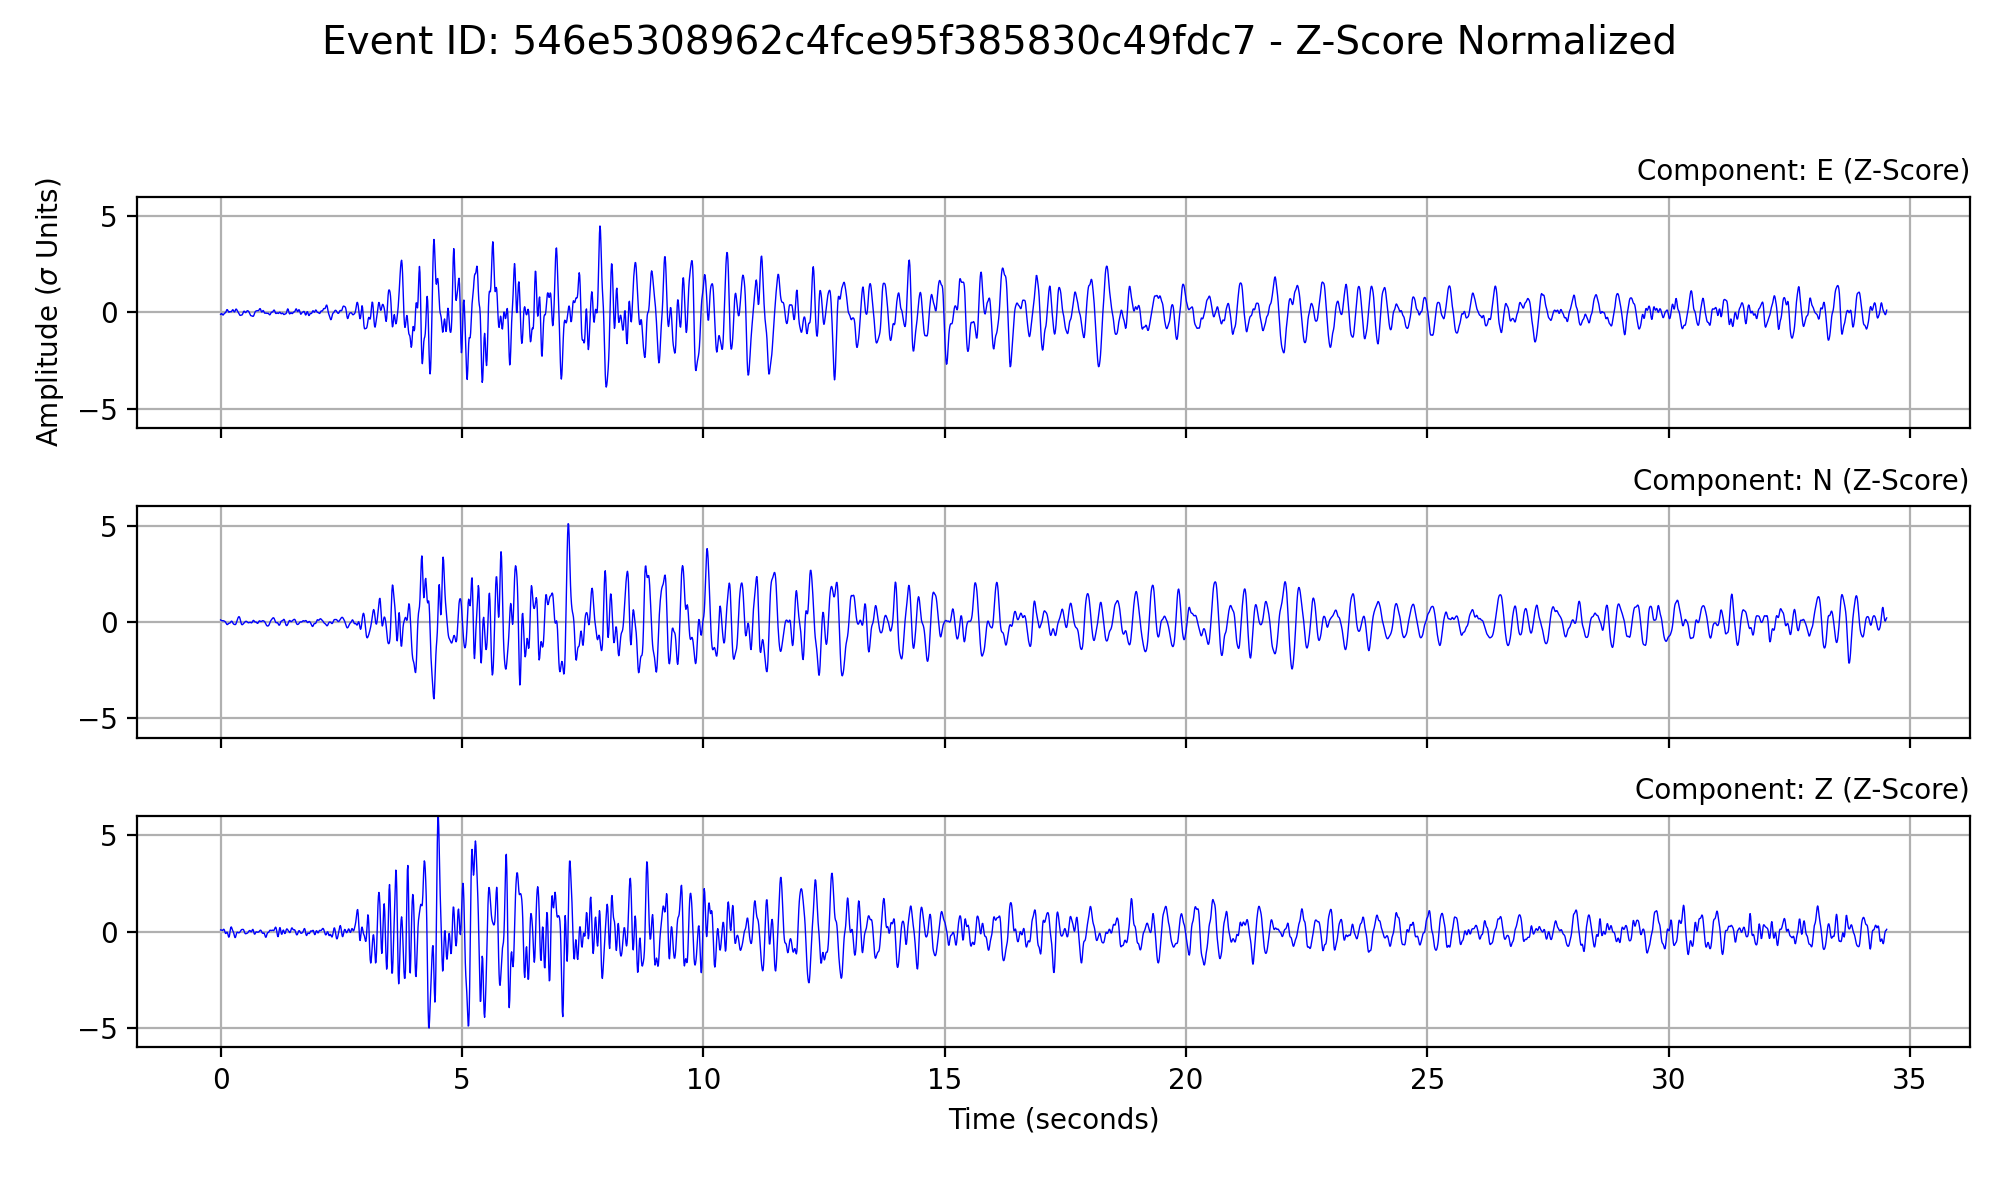 Event ID: 546e5308962c4fce95f385830c49fdc7 - Z-Score Normalized
Component: E (Z-Score)
Amplitude (σ Units)
5
0
−5
Component: N (Z-Score)
5
0
−5
Component: Z (Z-Score)
5
0
−5
0 5 10 15 20 25 30 35
Time (seconds)